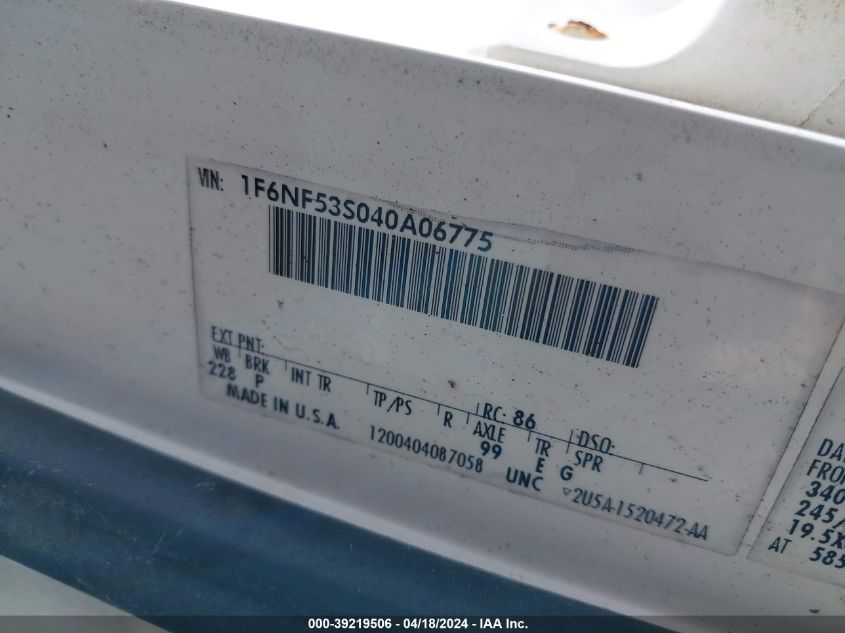 VIN: 1F6NF53S040A06775
EXT PNT: RC: 86 DSO:
WB BRK INT TR TP/PS R AXLE TR SPR
228 P 99 E G
MADE IN U.S.A. 1200404087058 UNC ▽2U5A-1520472-AA
DA
FRO
340
245/
19.5X
AT 585
000-39219506 - 04/18/2024 - IAA Inc.